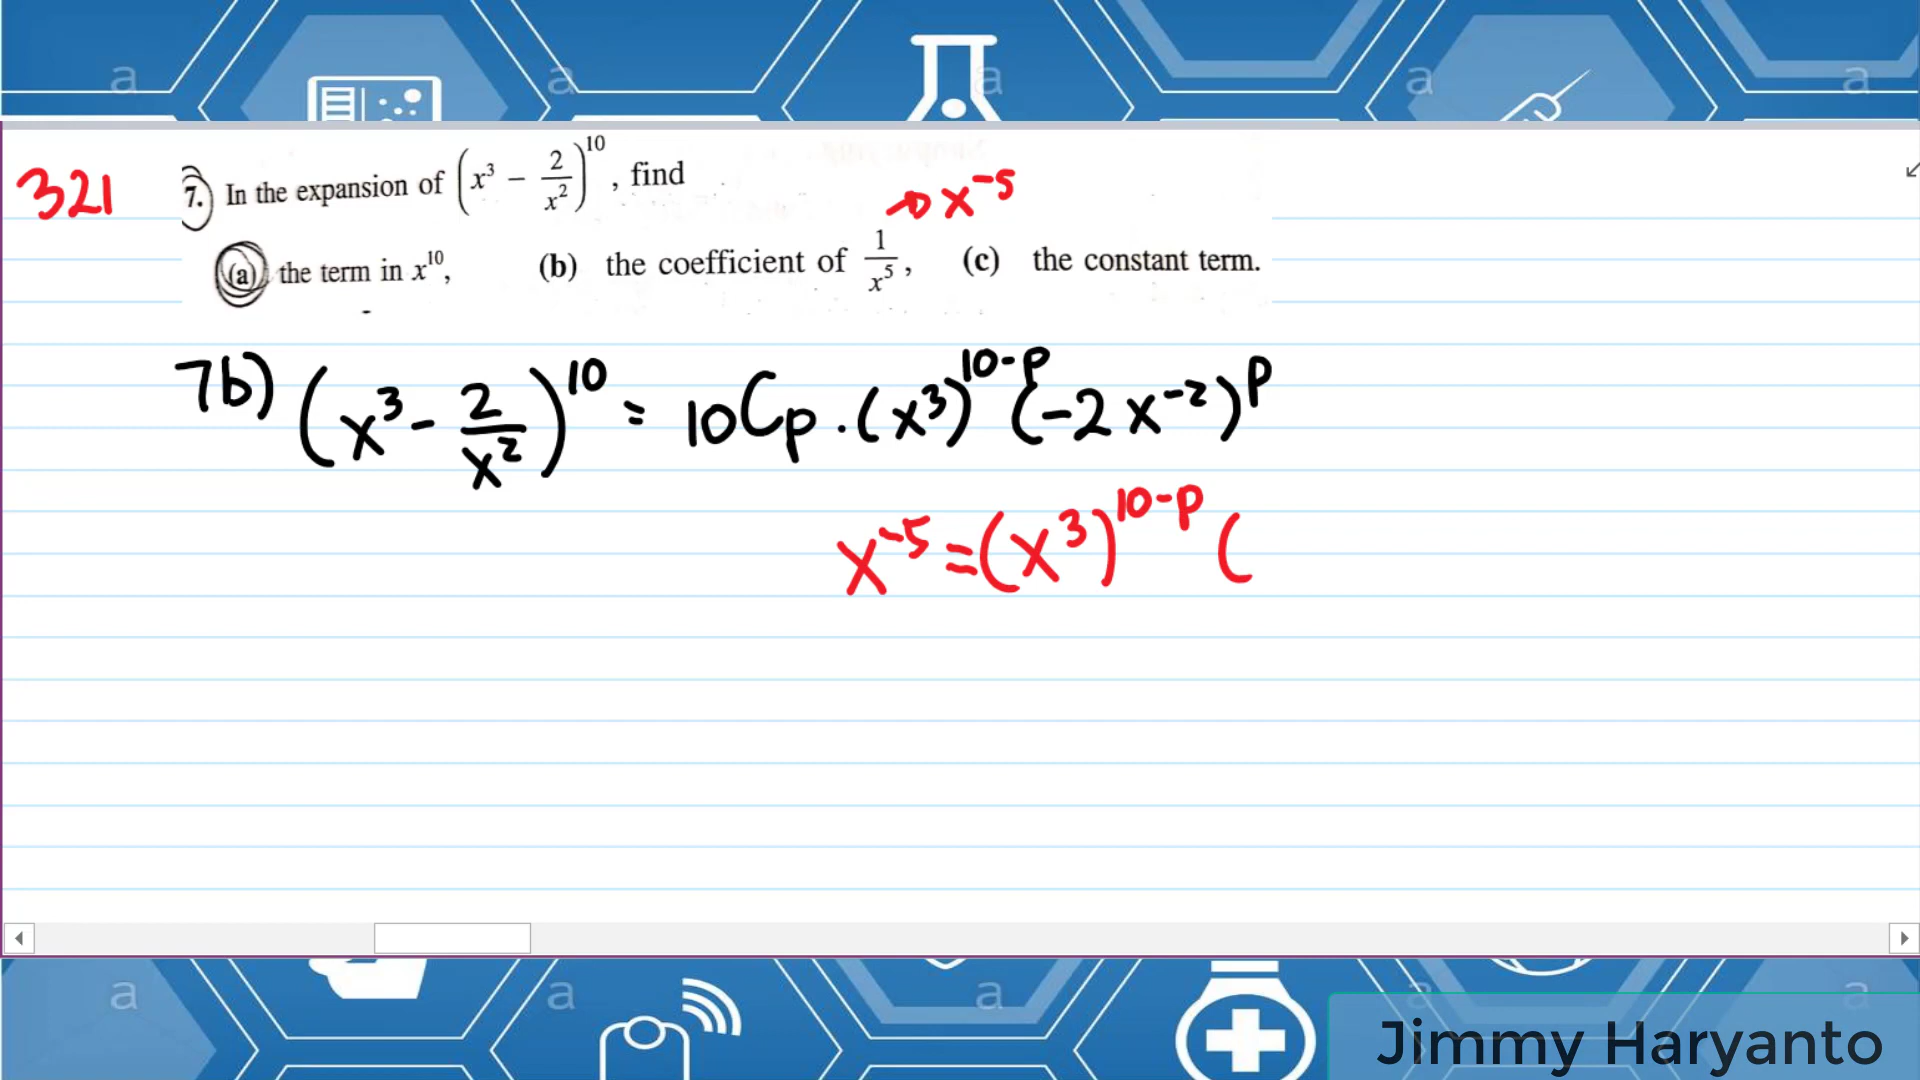 321
7. In the expansion of (x³ − 2/x²)¹⁰, find
→ x⁻⁵
(a) the term in x¹⁰, (b) the coefficient of 1/x⁵, (c) the constant term.
7b) (x³ - 2/x²)¹⁰ = 10Cp . (x³)¹⁰⁻ᵖ (-2x⁻²)ᵖ
x⁻⁵ = (x³)¹⁰⁻ᵖ (
a a a a a
a a a a a
Jimmy Haryanto